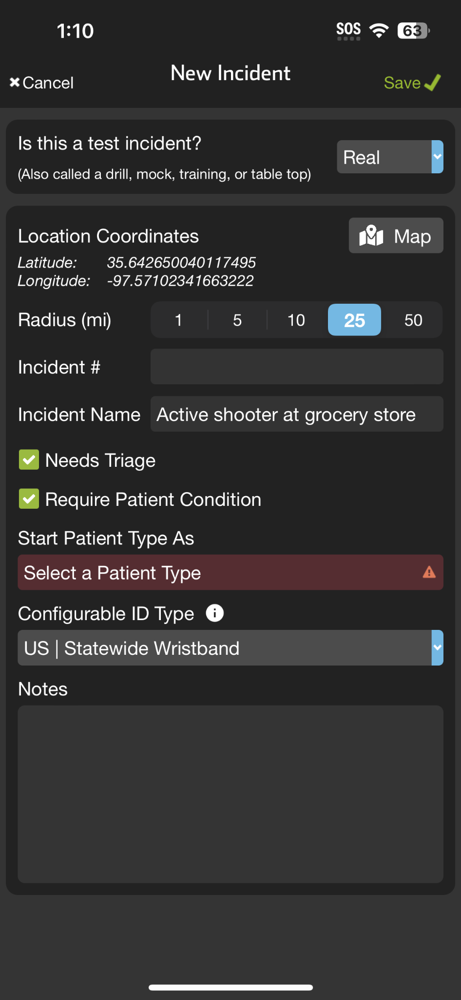 1:10
SOS
63
Cancel
New Incident
Save
Is this a test incident?
(Also called a drill, mock, training, or table top)
Real
Location Coordinates
Map
Latitude: 35.642650040117495
Longitude: -97.57102341663222
Radius (mi) 1 5 10 25 50
Incident #
Incident Name Active shooter at grocery store
Needs Triage
Require Patient Condition
Start Patient Type As
Select a Patient Type
Configurable ID Type
US | Statewide Wristband
Notes